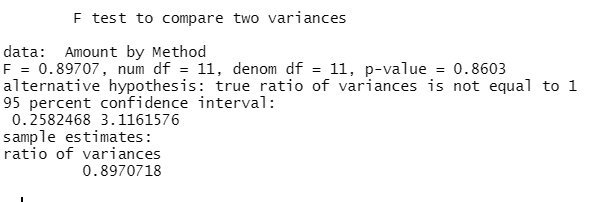 F test to compare two variances
data:  Amount by Method
F = 0.89707, num df = 11, denom df = 11, p-value = 0.8603
alternative hypothesis: true ratio of variances is not equal to 1
95 percent confidence interval:
0.2582468 3.1161576
sample estimates:
ratio of variances
0.8970718